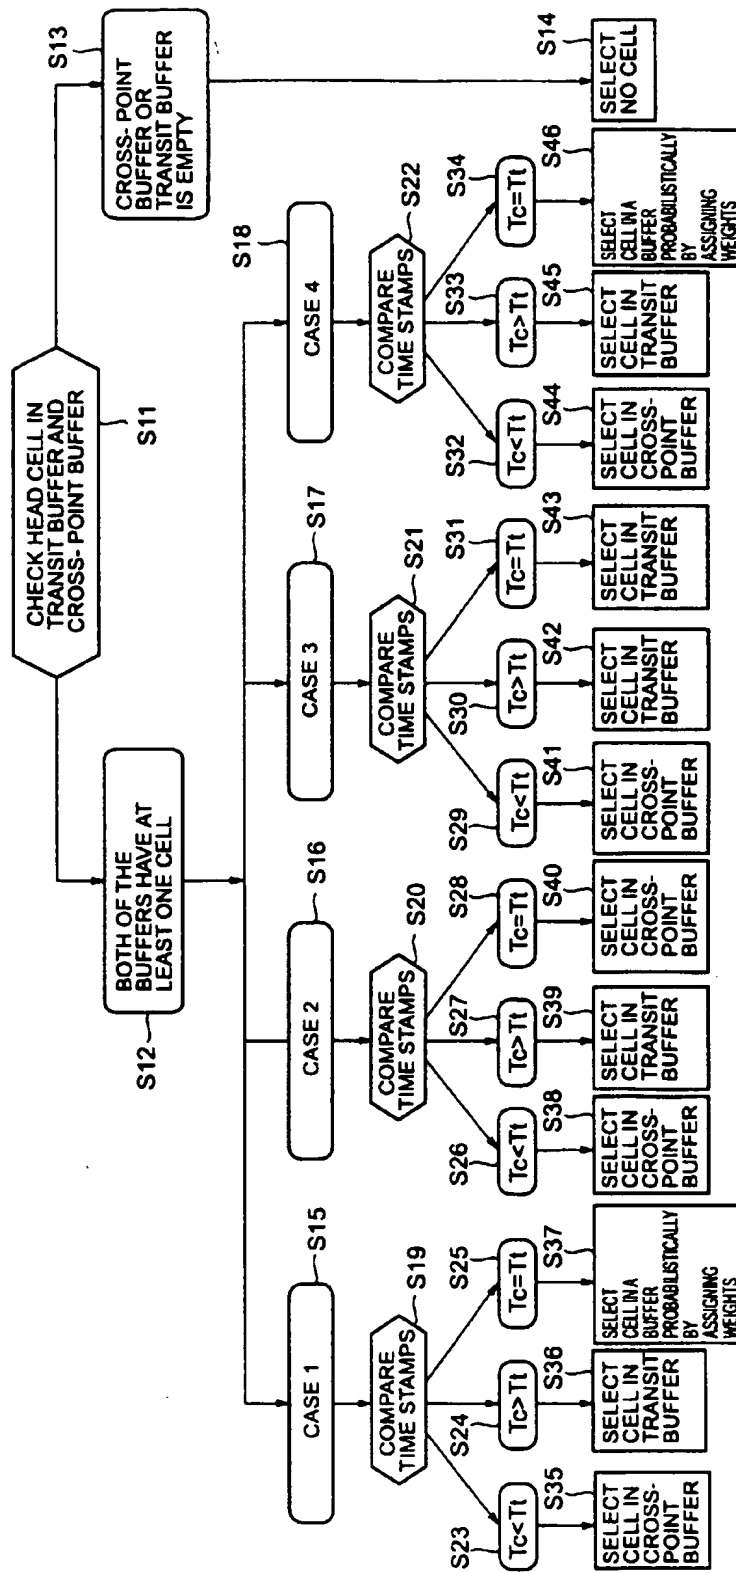 CHECK HEAD CELL IN
TRANSIT BUFFER AND
CROSS- POINT BUFFER
S11
BOTH OF THE
BUFFERS HAVE AT
LEAST ONE CELL
S12
CROSS- POINT
BUFFER OR
TRANSIT BUFFER
IS EMPTY
S13
SELECT
NO CELL
S14
CASE 1
S15
CASE 2
S16
CASE 3
S17
CASE 4
S18
COMPARE
TIME STAMPS
S19
COMPARE
TIME STAMPS
S20
COMPARE
TIME STAMPS
S21
COMPARE
TIME STAMPS
S22
S23
Tc<Tt
S24
Tc>Tt
S25
Tc=Tt
S26
Tc<Tt
S27
Tc>Tt
S28
Tc=Tt
S29
Tc<Tt
S30
Tc>Tt
S31
Tc=Tt
S32
Tc<Tt
S33
Tc>Tt
S34
Tc=Tt
S35
SELECT
CELL IN
CROSS-
POINT
BUFFER
S36
SELECT
CELL IN
TRANSIT
BUFFER
S37
SELECT
CELL IN A
BUFFER
PROBABILISTICALLY
BY
ASSIGNING
WEIGHTS
S38
SELECT
CELL IN
CROSS-
POINT
BUFFER
S39
SELECT
CELL IN
TRANSIT
BUFFER
S40
SELECT
CELL IN
CROSS-
POINT
BUFFER
S41
SELECT
CELL IN
CROSS-
POINT
BUFFER
S42
SELECT
CELL IN
TRANSIT
BUFFER
S43
SELECT
CELL IN
TRANSIT
BUFFER
S44
SELECT
CELL IN
CROSS-
POINT
BUFFER
S45
SELECT
CELL IN
TRANSIT
BUFFER
S46
SELECT
CELL IN A
BUFFER
PROBABILISTICALLY
BY
ASSIGNING
WEIGHTS